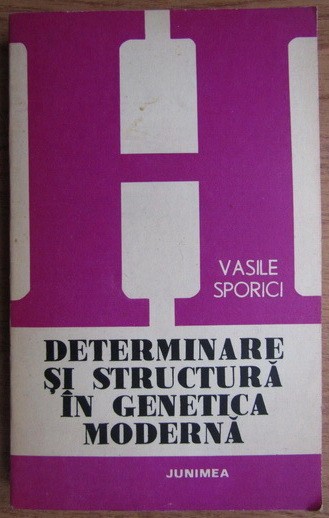 VASILE
SPORICI
DETERMINARE
ȘI STRUCTURĂ
ÎN GENETICA
MODERNĂ
JUNIMEA